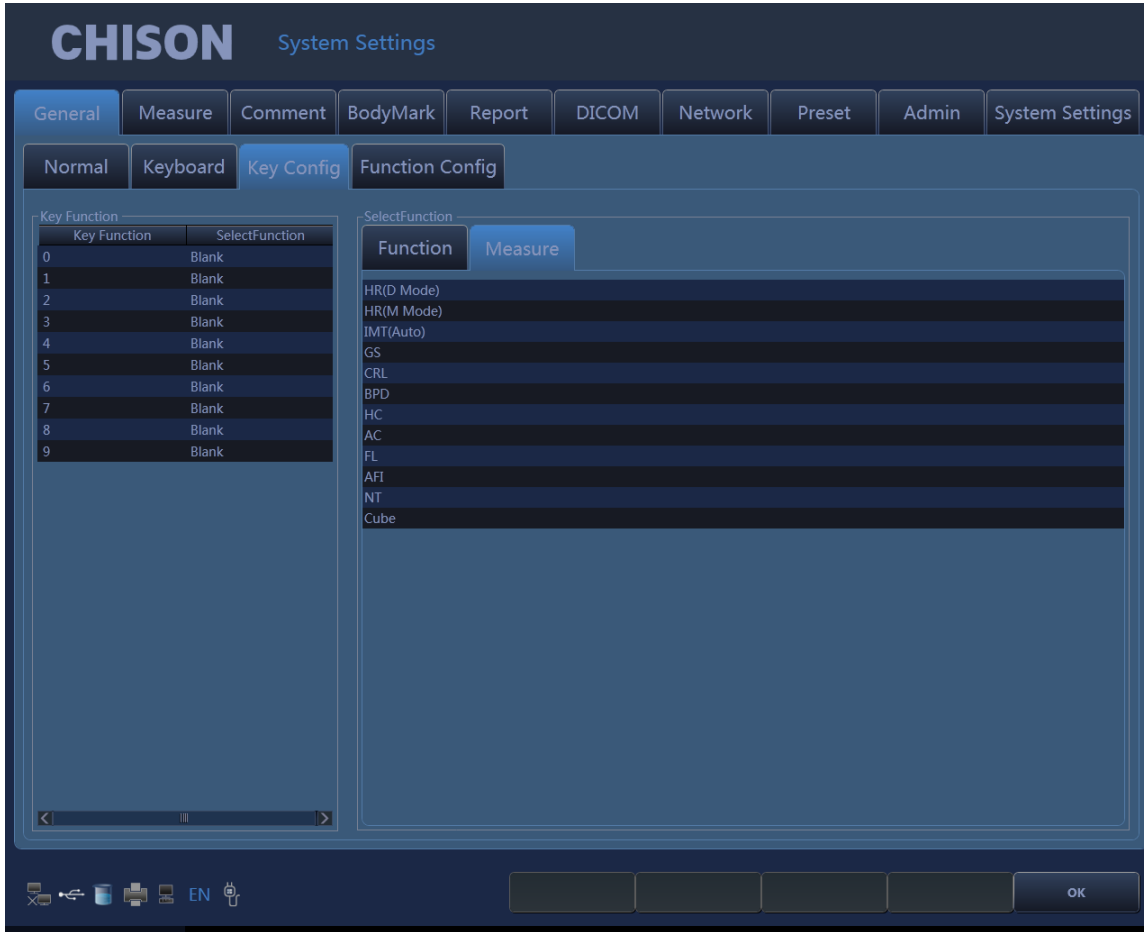 CHISON System Settings
General Measure Comment BodyMark Report DICOM Network Preset Admin System Settings
Normal Keyboard Key Config Function Config
Key Function
Key Function SelectFunction
0 Blank
1 Blank
2 Blank
3 Blank
4 Blank
5 Blank
6 Blank
7 Blank
8 Blank
9 Blank
SelectFunction
Function Measure
HR(D Mode)
HR(M Mode)
IMT(Auto)
GS
CRL
BPD
HC
AC
FL
AFI
NT
Cube
EN
OK